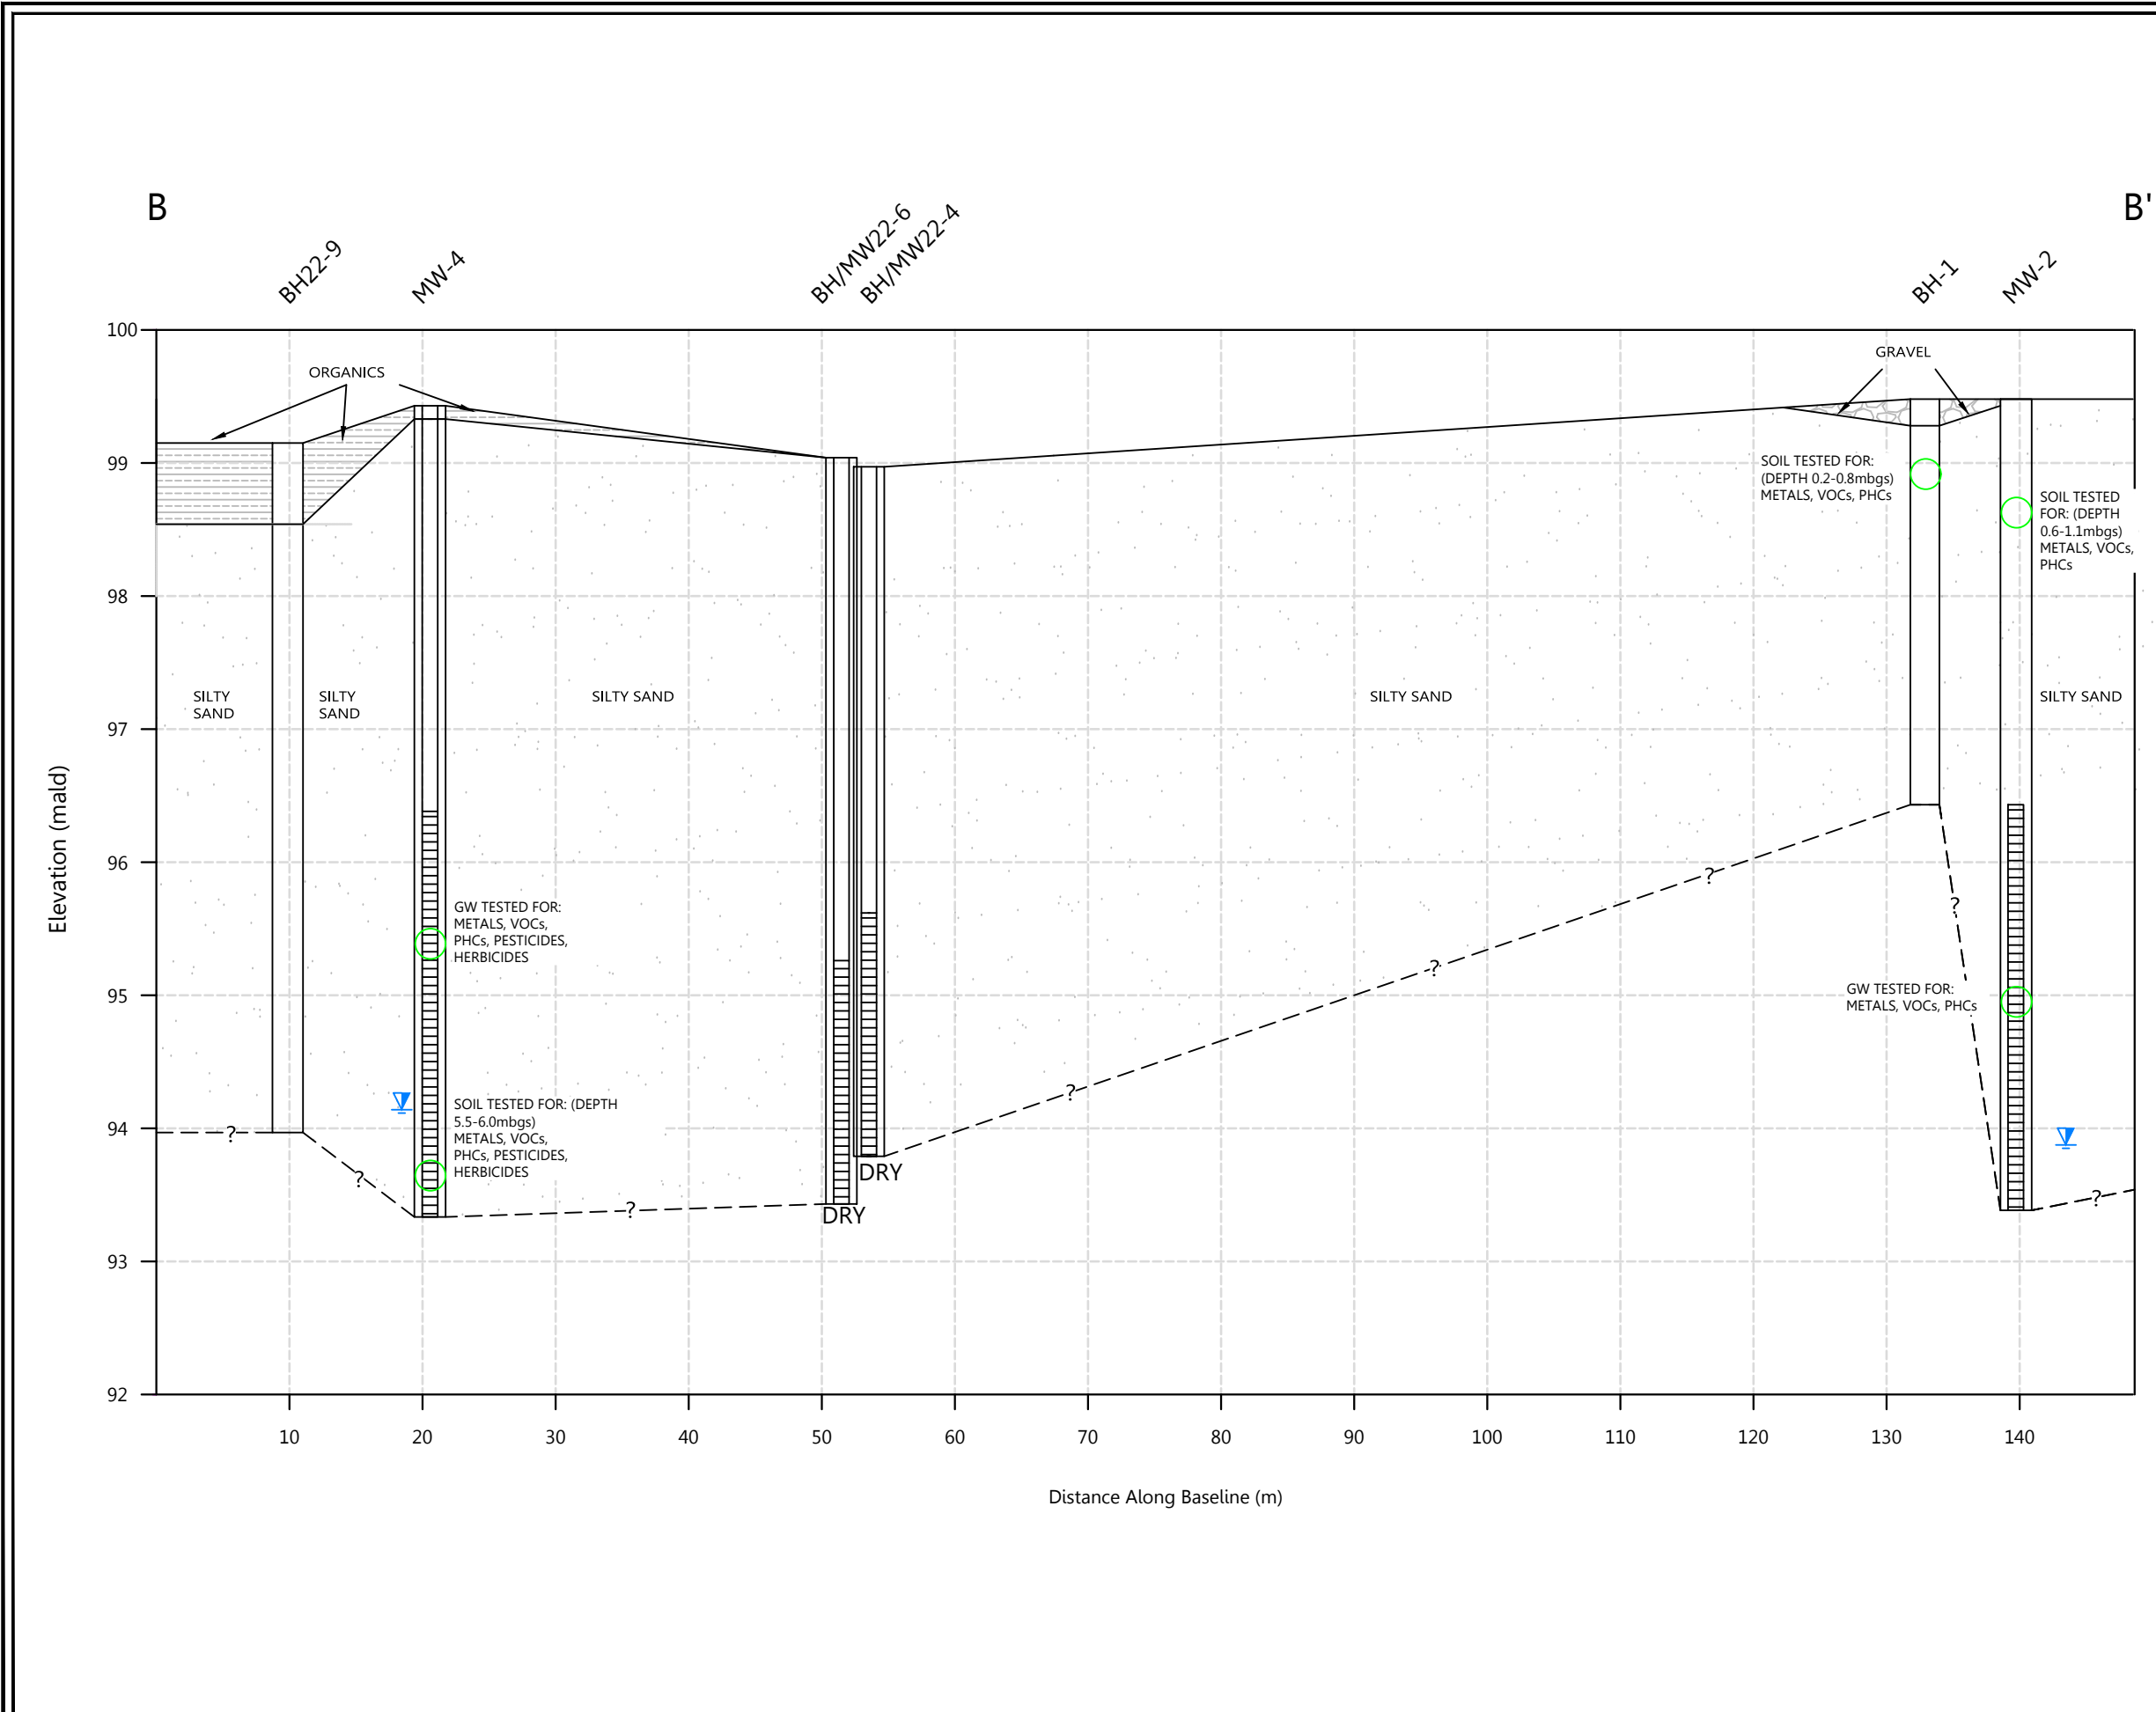 B
B'
BH22-9
MW-4
BH/MW22-6
BH/MW22-4
BH-1
MW-2
100
99
98
97
96
95
94
93
92
Elevation (mald)
ORGANICS
GRAVEL
SOIL TESTED FOR:
(DEPTH 0.2-0.8mbgs)
METALS, VOCs, PHCs
SOIL TESTED
FOR: (DEPTH
0.6-1.1mbgs)
METALS, VOCs,
PHCs
SILTY
SAND
SILTY
SAND
SILTY SAND
SILTY SAND
SILTY SAND
GW TESTED FOR:
METALS, VOCs,
PHCs, PESTICIDES,
HERBICIDES
GW TESTED FOR:
METALS, VOCs, PHCs
SOIL TESTED FOR: (DEPTH
5.5-6.0mbgs)
METALS, VOCs,
PHCs, PESTICIDES,
HERBICIDES
?
?
?
?
?
?
?
?
DRY
DRY
10
20
30
40
50
60
70
80
90
100
110
120
130
140
Distance Along Baseline (m)